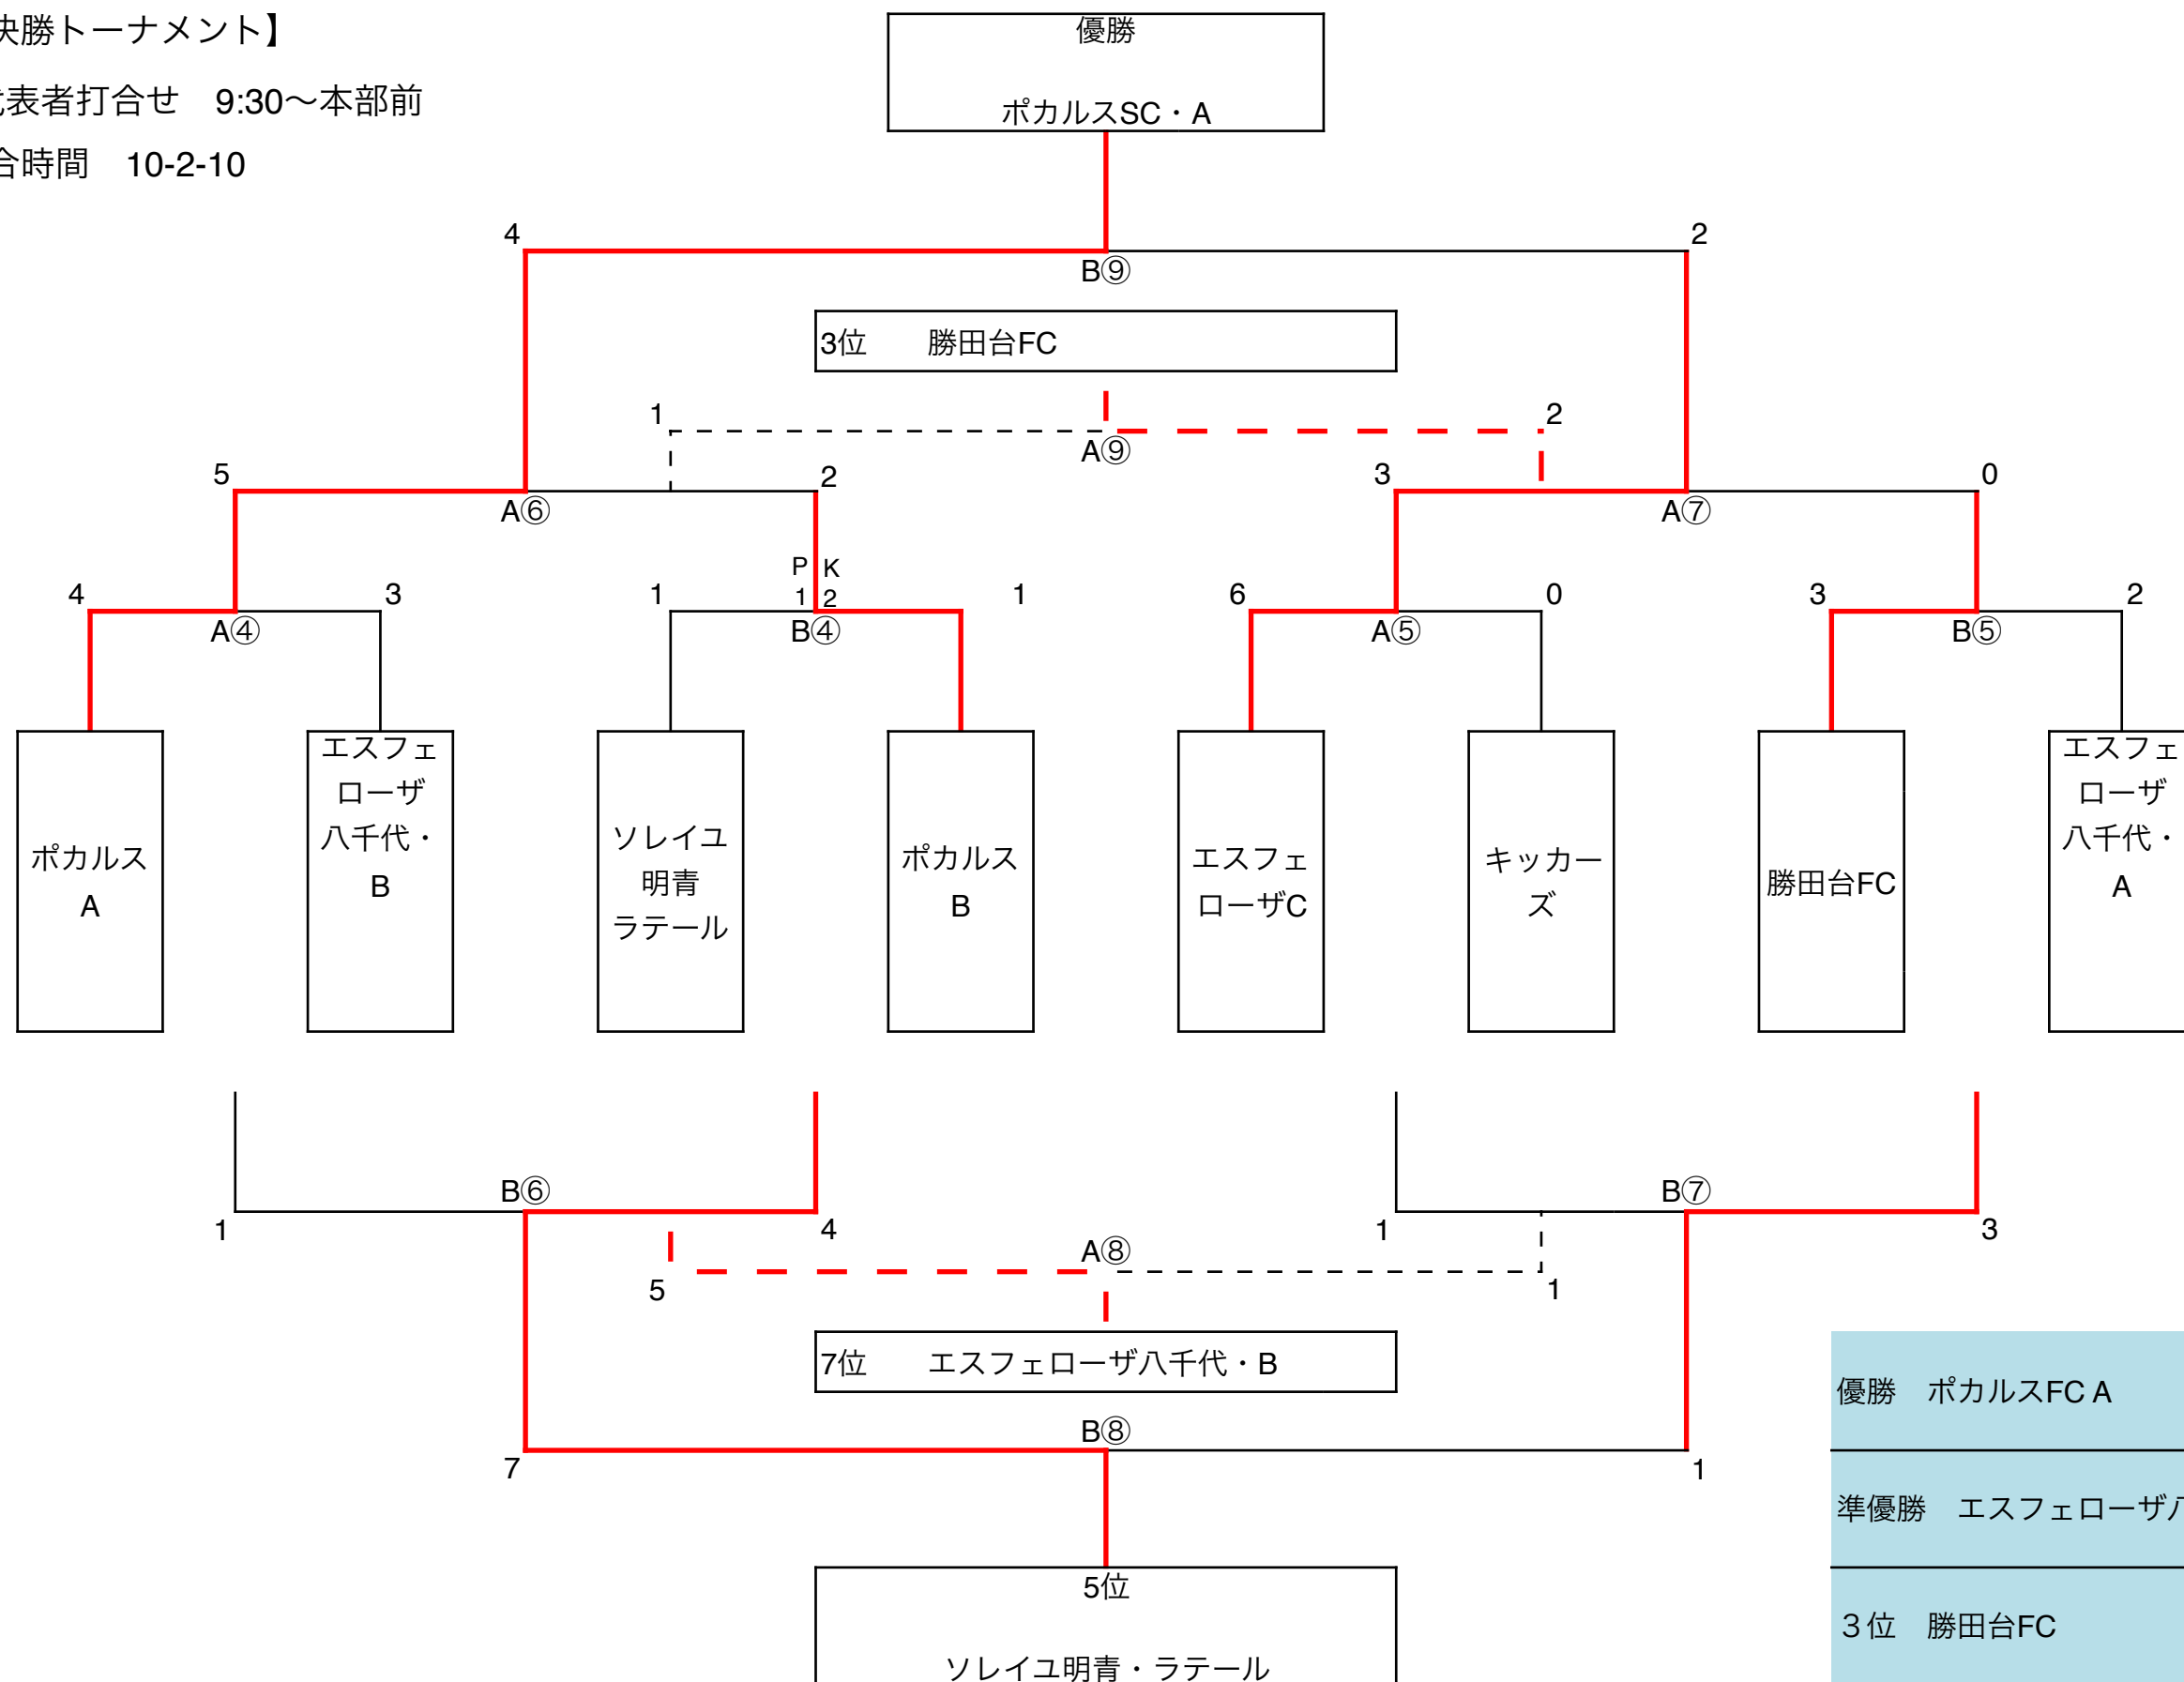 決勝トーナメント】
代表者打合せ　9:30〜本部前
合時間　10-2-10
優勝
ポカルスSC・A
4
2
B⑨
3位　　勝田台FC
1
2
A⑨
5
2
3
0
A⑥
A⑦
P K
1 2
4
3
1
1
6
0
3
2
A④
B④
A⑤
B⑤
ポカルス
A
エスフェ
ローザ
八千代・
B
ソレイユ
明青
ラテール
ポカルス
B
エスフェ
ローザC
キッカー
ズ
勝田台FC
エスフェ
ローザ
八千代・
A
B⑥
B⑦
1
4
1
3
A⑧
5
1
7位　　エスフェローザ八千代・B
B⑧
7
1
5位
ソレイユ明青・ラテール
優勝　ポカルスFC A
準優勝　エスフェローザ八
３位　勝田台FC